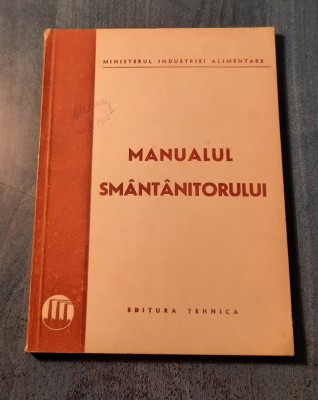 MINISTERUL INDUSTRIEI ALIMENTARE
MANUALUL
SMÂNTÂNITORULUI
EDITURA TEHNICA